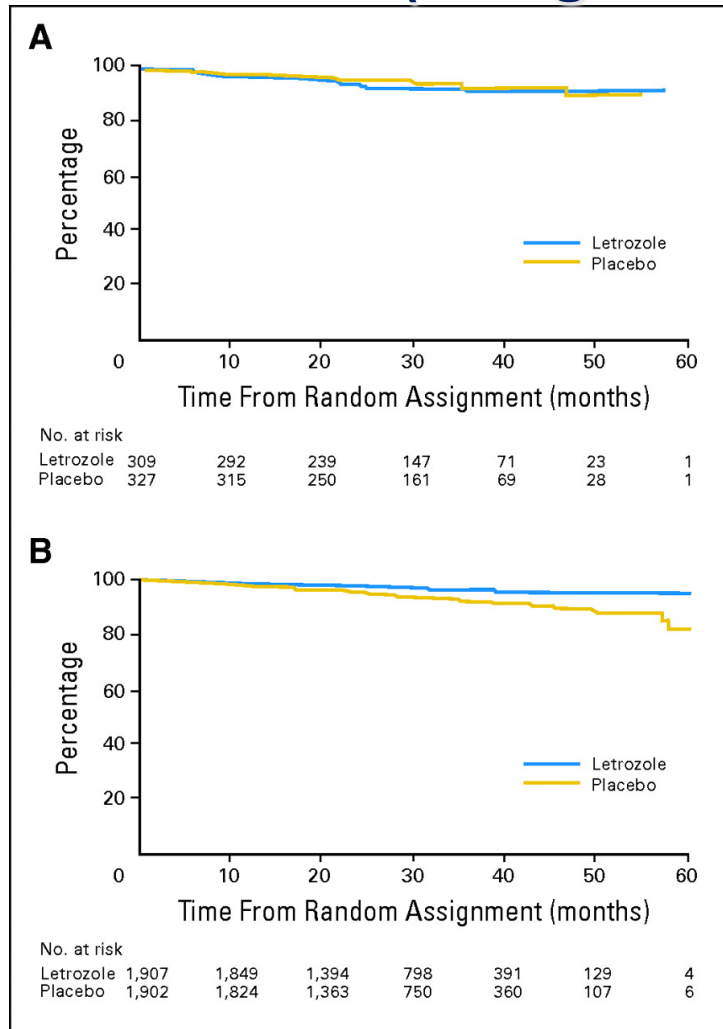 A
100
80
60
40
20
Percentage
Letrozole
Placebo
0 10 20 30 40 50 60
Time From Random Assignment (months)
No. at risk
Letrozole 309 292 239 147 71 23 1
Placebo 327 315 250 161 69 28 1
B
100
80
60
40
20
Percentage
Letrozole
Placebo
0 10 20 30 40 50 60
Time From Random Assignment (months)
No. at risk
Letrozole 1,907 1,849 1,394 798 391 129 4
Placebo 1,902 1,824 1,363 750 360 107 6